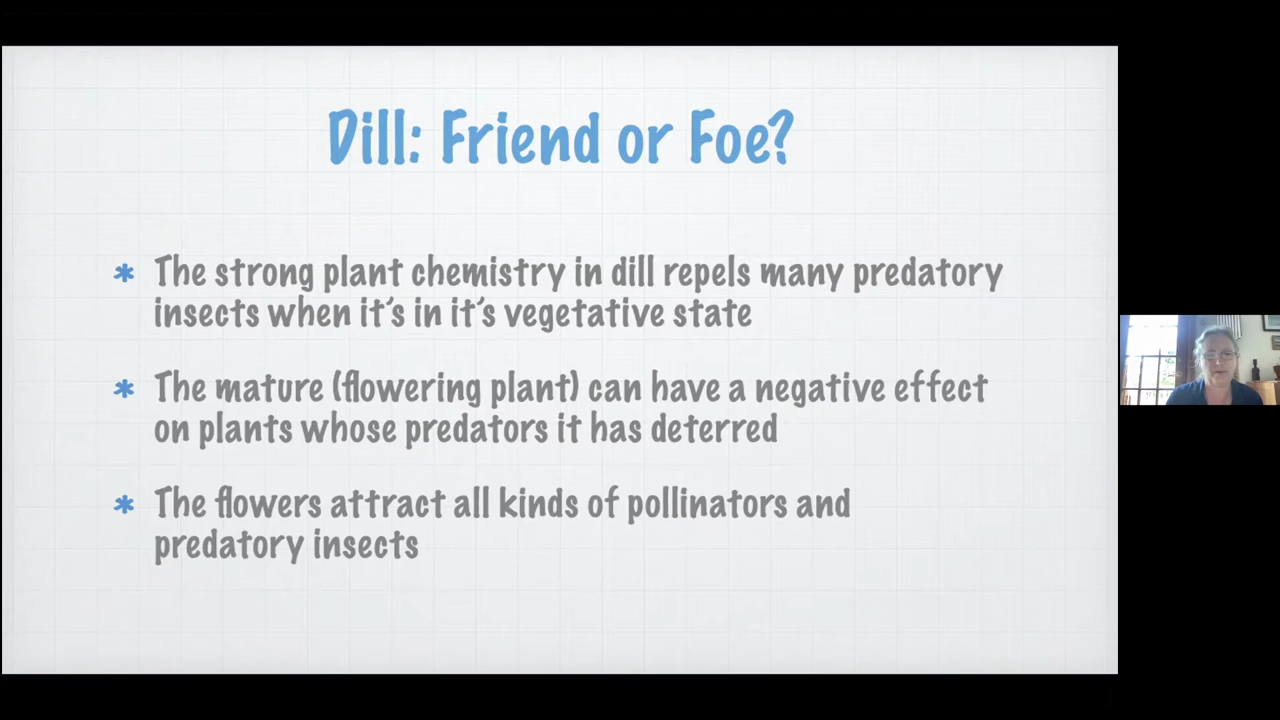 Dill: Friend or Foe?
* The strong plant chemistry in dill repels many predatory
insects when it's in it's vegetative state
* The mature (flowering plant) can have a negative effect
on plants whose predators it has deterred
* The flowers attract all kinds of pollinators and
predatory insects